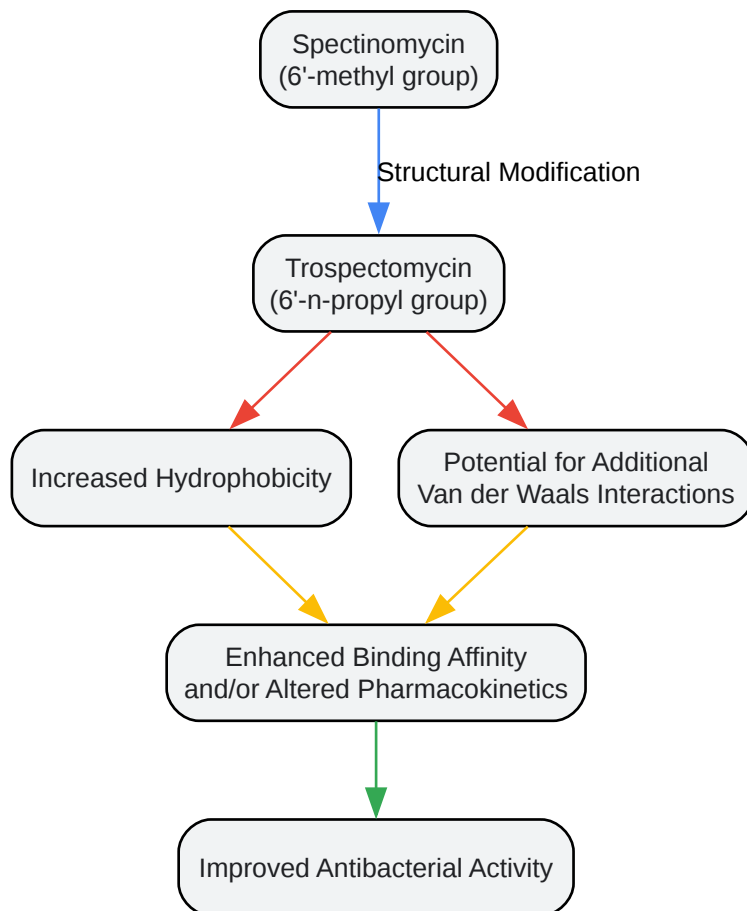 Spectinomycin
(6'-methyl group)
Structural Modification
Trospectomycin
(6'-n-propyl group)
Increased Hydrophobicity
Potential for Additional
Van der Waals Interactions
Enhanced Binding Affinity
and/or Altered Pharmacokinetics
Improved Antibacterial Activity